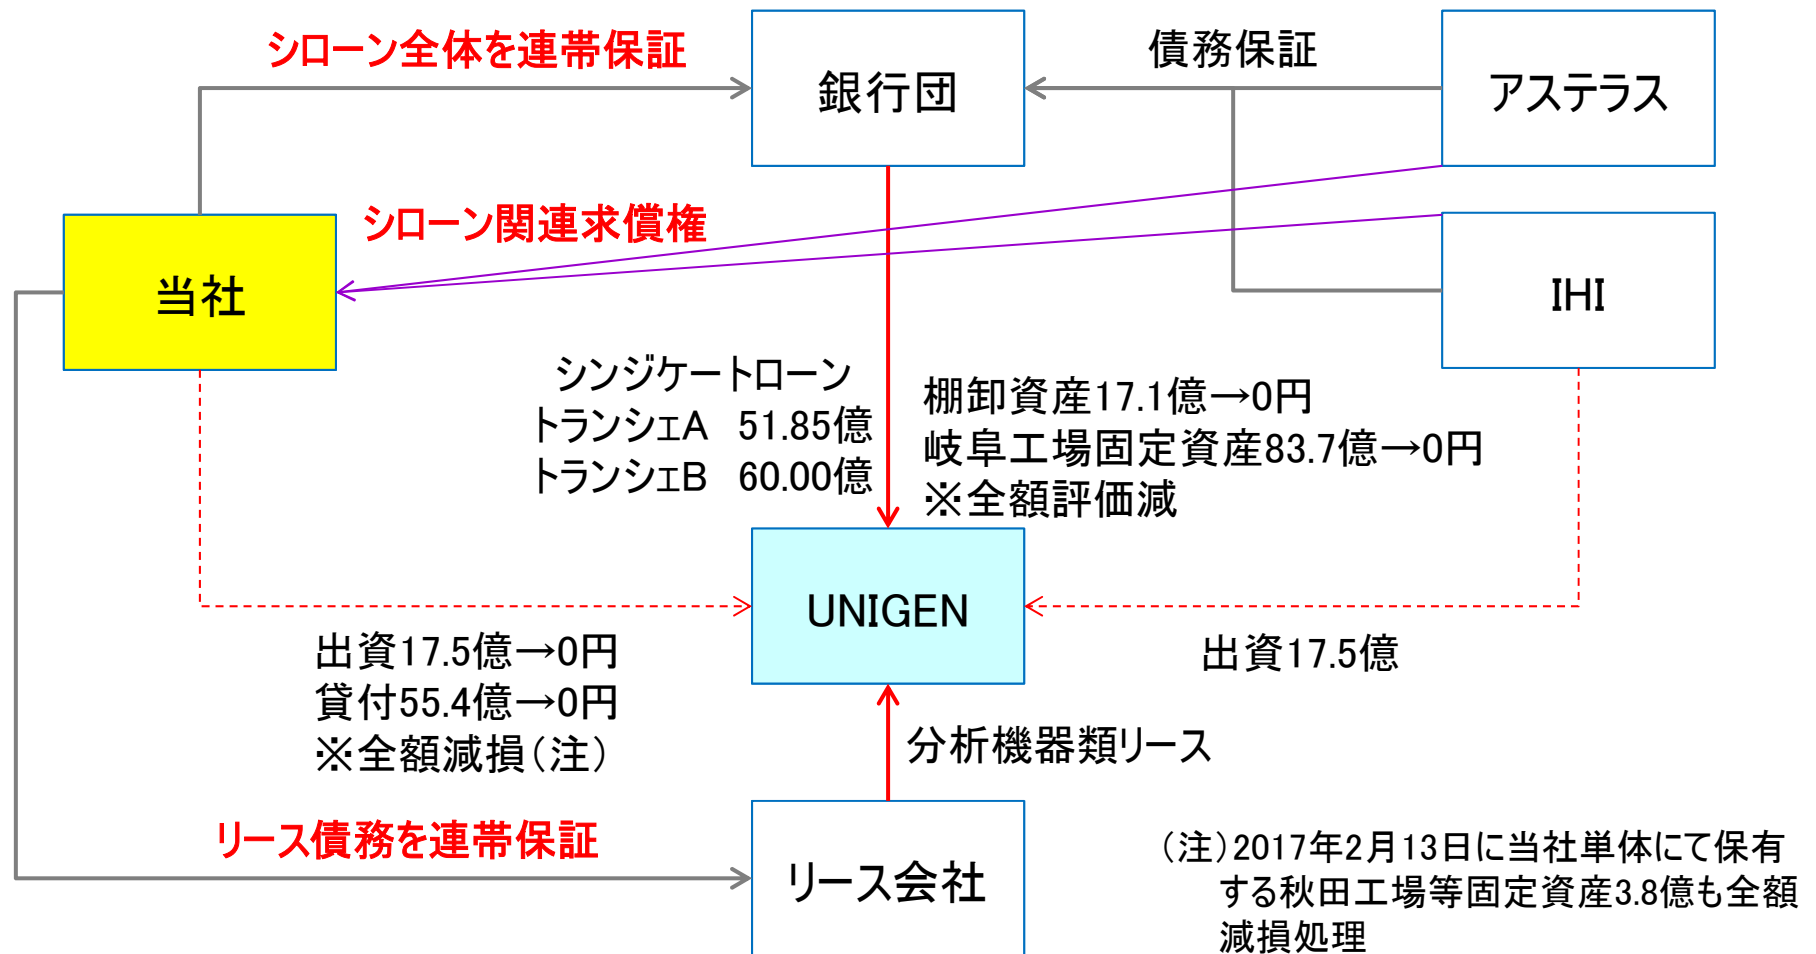 シローン全体を連帯保証
銀行団
債務保証
アステラス
シローン関連求償権
当社
IHI
シンジケートローン
トランシェA 51.85億
トランシェB 60.00億
棚卸資産17.1億→0円
岐阜工場固定資産83.7億→0円
※全額評価減
UNIGEN
出資17.5億→0円
貸付55.4億→0円
※全額減損(注)
出資17.5億
分析機器類リース
リース債務を連帯保証
リース会社
(注)2017年2月13日に当社単体にて保有
する秋田工場等固定資産3.8億も全額
減損処理